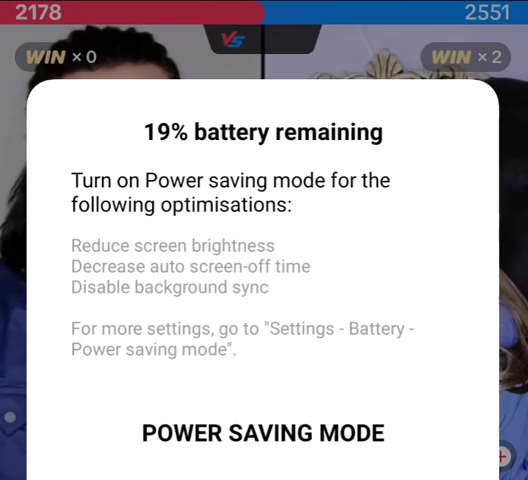 2178 2551
VS
WIN × 0 WIN × 2
19% battery remaining
Turn on Power saving mode for the
following optimisations:
Reduce screen brightness
Decrease auto screen-off time
Disable background sync
For more settings, go to "Settings - Battery -
Power saving mode".
POWER SAVING MODE